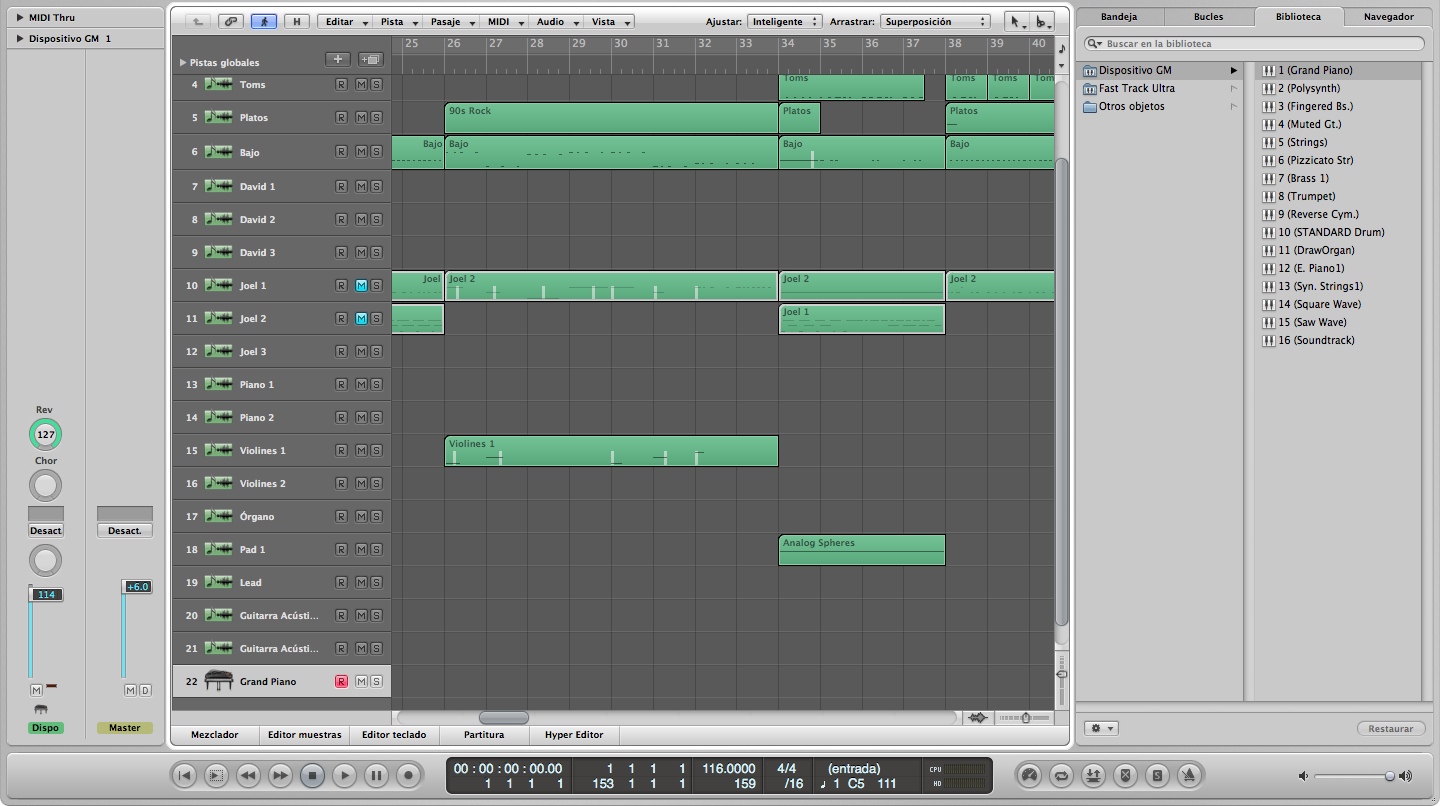 MIDI Thru
Dispositivo GM 1
Rev
127
Chor
Desact
Desact.
114
+6.0
M
M D
Dispo
Master
H
Editar
Pista
Pasaje
MIDI
Audio
Vista
Ajustar: Inteligente
Arrastrar: Superposición
25 26 27 28 29 30 31 32 33 34 35 36 37 38 39 40
Pistas globales
4 Toms R M S Toms Toms Toms Tom
5 Platos R M S 90s Rock Platos Platos
6 Bajo R M S Bajo Bajo Bajo Bajo
7 David 1 R M S
8 David 2 R M S
9 David 3 R M S
10 Joel 1 R M S Joel Joel 2 Joel 2 Joel 2
11 Joel 2 R M S Joel 1
12 Joel 3 R M S
13 Piano 1 R M S
14 Piano 2 R M S
15 Violines 1 R M S Violines 1
16 Violines 2 R M S
17 Órgano R M S
18 Pad 1 R M S Analog Spheres
19 Lead R M S
20 Guitarra Acústi... R M S
21 Guitarra Acústi... R M S
22 Grand Piano R M S
Mezclador
Editor muestras
Editor teclado
Partitura
Hyper Editor
Bandeja
Bucles
Biblioteca
Navegador
Buscar en la biblioteca
Dispositivo GM
Fast Track Ultra
Otros objetos
1 (Grand Piano)
2 (Polysynth)
3 (Fingered Bs.)
4 (Muted Gt.)
5 (Strings)
6 (Pizzicato Str)
7 (Brass 1)
8 (Trumpet)
9 (Reverse Cym.)
10 (STANDARD Drum)
11 (DrawOrgan)
12 (E. Piano1)
13 (Syn. Strings1)
14 (Square Wave)
15 (Saw Wave)
16 (Soundtrack)
Restaurar
00 : 00 : 00 : 00.00 1 1 1 1 116.0000 4/4 (entrada) CPU
1 1 1 1 153 1 1 1 159 /16 1 C5 111 HD
S